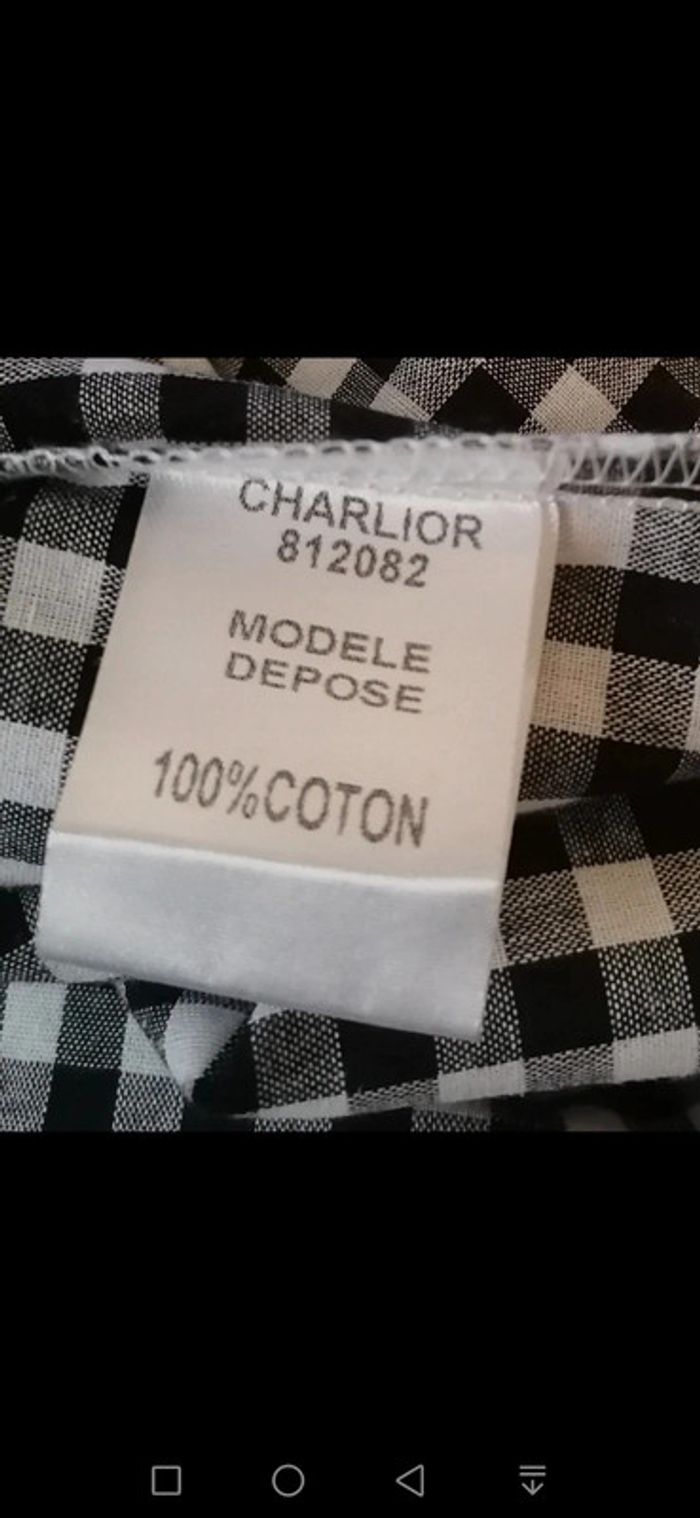 CHARLIOR
812082
MODELE
DEPOSE
100%COTON